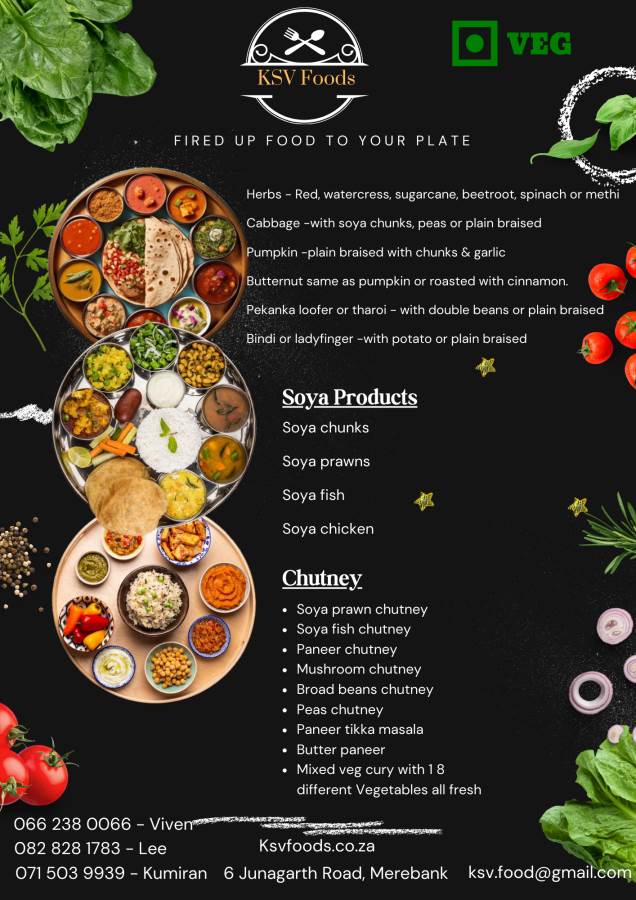 KSV Foods
VEG
FIRED UP FOOD TO YOUR PLATE
Herbs - Red, watercress, sugarcane, beetroot, spinach or methi
Cabbage -with soya chunks, peas or plain braised
Pumpkin -plain braised with chunks & garlic
Butternut same as pumpkin or roasted with cinnamon.
Pekanka loofer or tharoi - with double beans or plain braised
Bindi or ladyfinger -with potato or plain braised
Soya Products
Soya chunks
Soya prawns
Soya fish
Soya chicken
Chutney
• Soya prawn chutney
• Soya fish chutney
• Paneer chutney
• Mushroom chutney
• Broad beans chutney
• Peas chutney
• Paneer tikka masala
• Butter paneer
• Mixed veg cury with 1 8
different Vegetables all fresh
066 238 0066 - Viven
082 828 1783 - Lee
Ksvfoods.co.za
071 503 9939 - Kumiran
6 Junagarth Road, Merebank
ksv.food@gmail.com